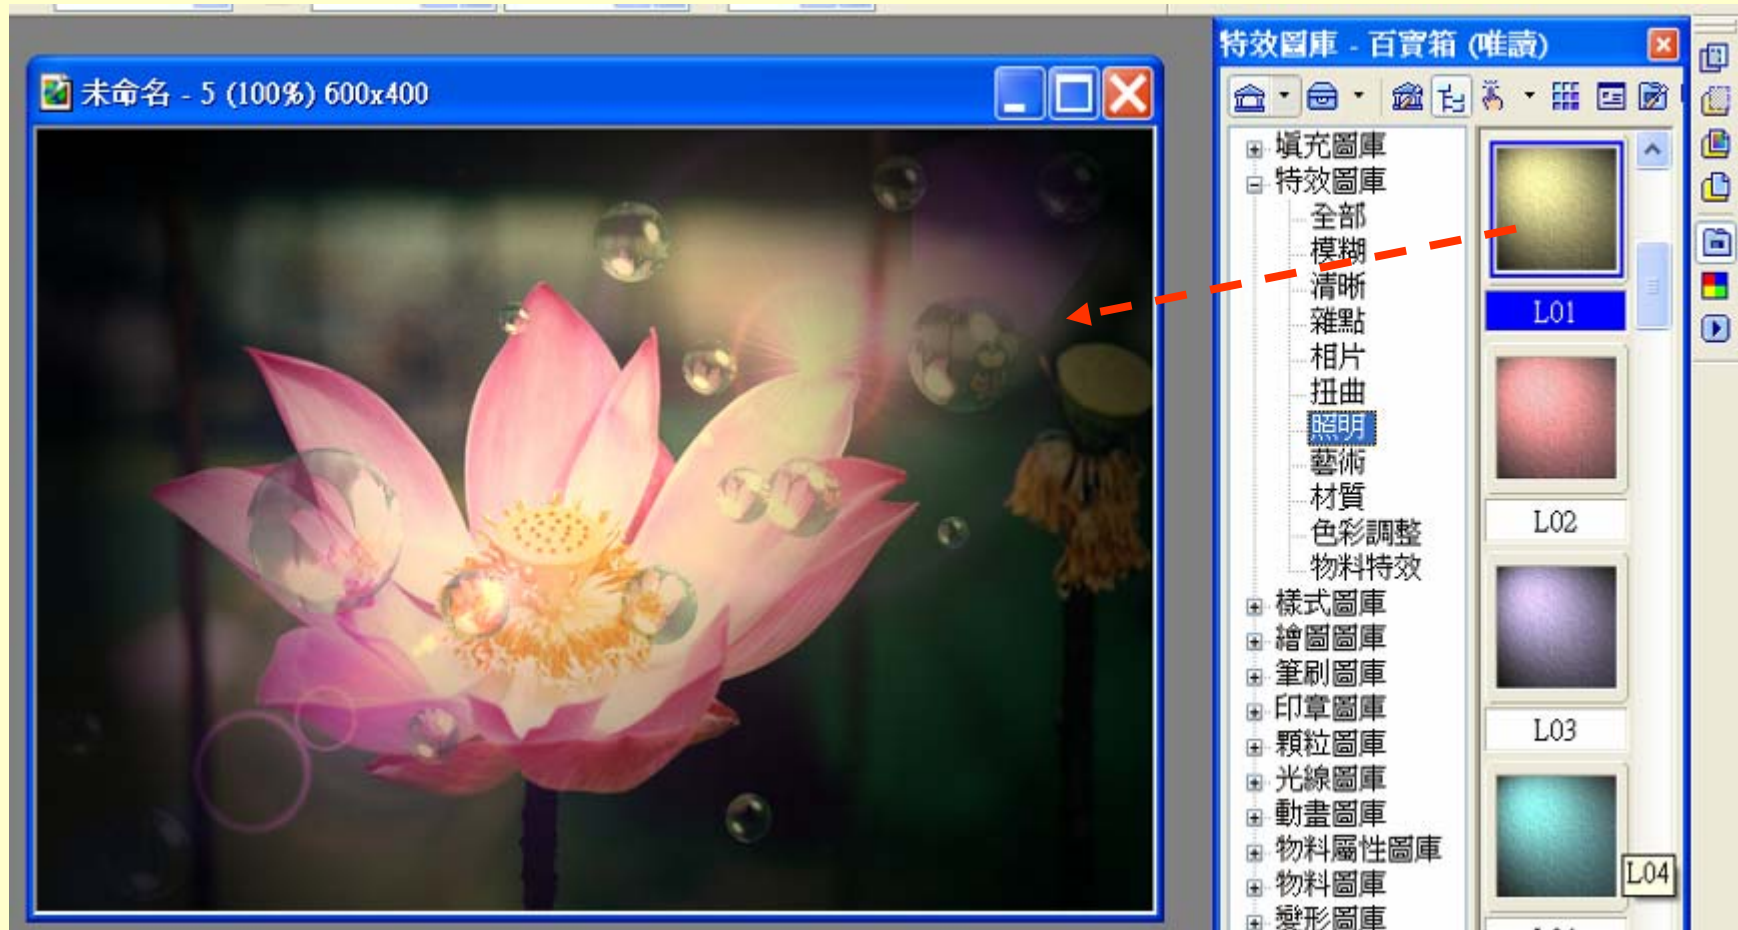 未命名 - 5 (100%) 600x400
特效圖庫 - 百寶箱 (唯讀)
填充圖庫
特效圖庫
全部
模糊
清晰
雜點
相片
扭曲
照明
藝術
材質
色彩調整
物料特效
樣式圖庫
繪圖圖庫
筆刷圖庫
印章圖庫
顆粒圖庫
光線圖庫
動畫圖庫
物料屬性圖庫
物料圖庫
變形圖庫
L01
L02
L03
L04